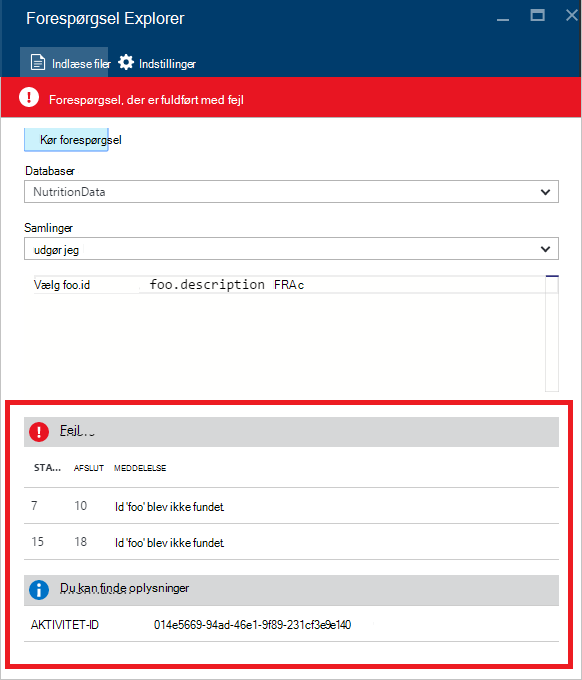 Forespørgsel Explorer
Indlæse filer Indstillinger
Forespørgsel, der er fuldført med fejl
Kør forespørgsel
Databaser
NutritionData
Samlinger
udgør jeg
Vælg foo.id foo.description FRAc
Fejl...
STA... AFSLUT MEDDELELSE
7 10 Id 'foo' blev ikke fundet.
15 18 Id 'foo' blev ikke fundet.
Du kan finde oplysninger
AKTIVITET-ID 014e5669-94ad-46e1-9f89-231cf3e9e140